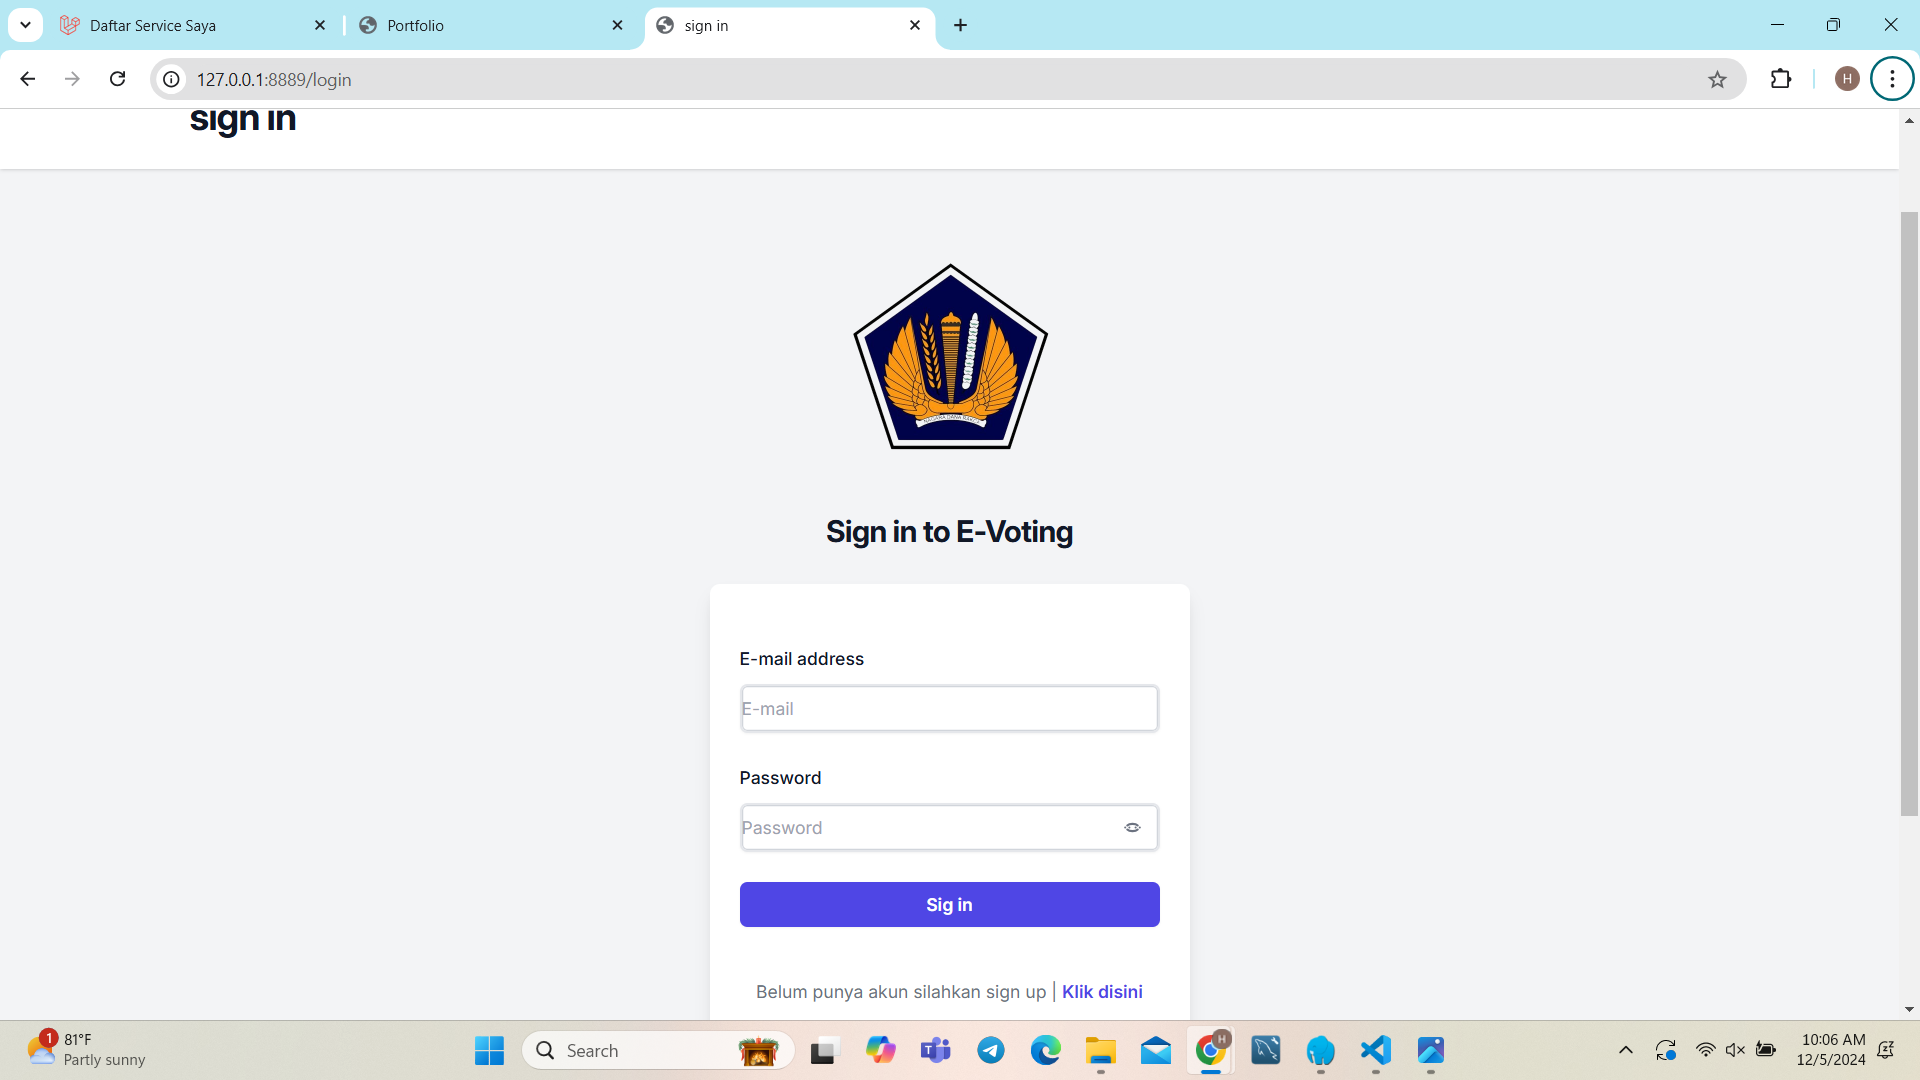 Daftar Service Saya
Portfolio
sign in
127.0.0.1:8889/login
H
sign in
Sign in to E-Voting
E-mail address
E-mail
Password
Password
Sig in
Belum punya akun silahkan sign up | Klik disini
1
81°F
Partly sunny
Search
H
10:06 AM
12/5/2024